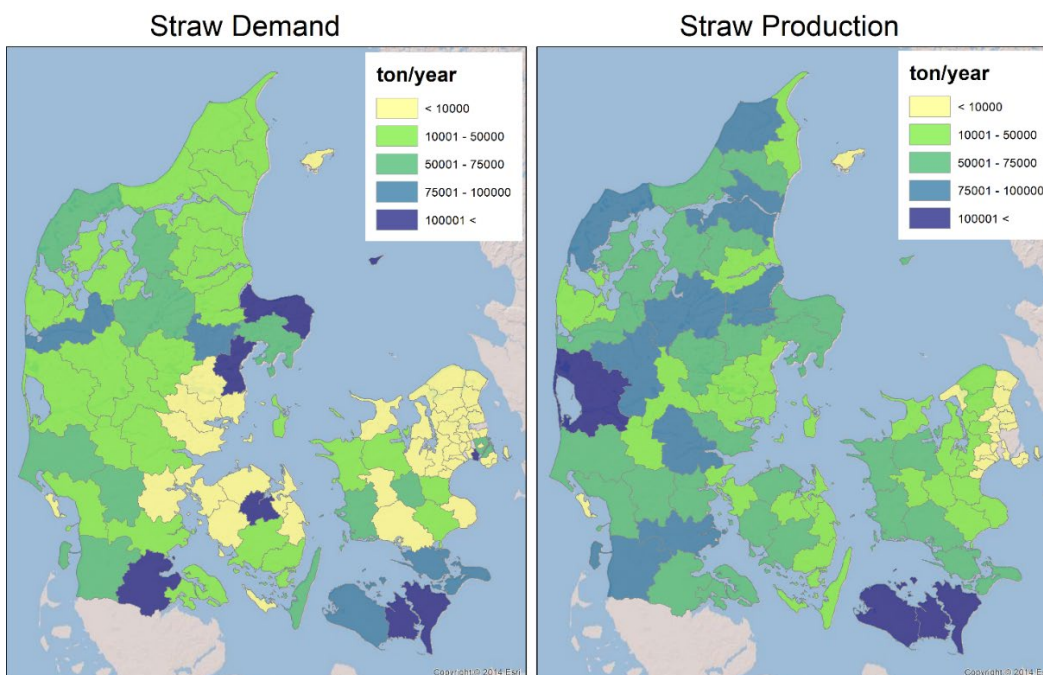 Straw Demand
ton/year
< 10000
10001 - 50000
50001 - 75000
75001 - 100000
100001 <
Copyright © 2014 Esri
Straw Production
ton/year
< 10000
10001 - 50000
50001 - 75000
75001 - 100000
100001 <
Copyright © 2014 Esri